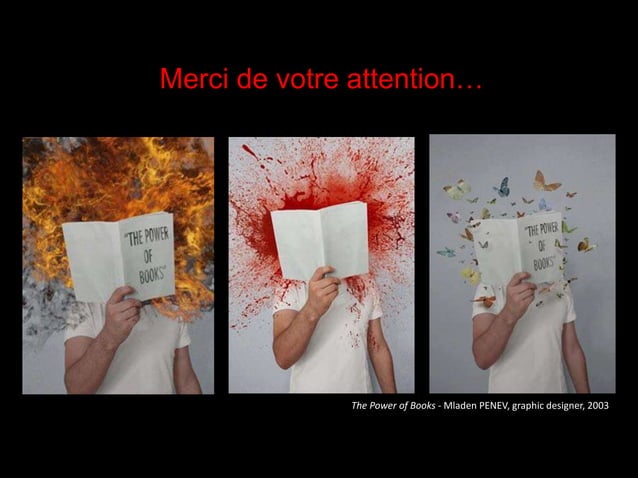 Merci de votre attention…
"THE POWER
OF
BOOKS"
"THE POWER
OF
BOOKS"
The Power of Books - Mladen PENEV, graphic designer, 2003